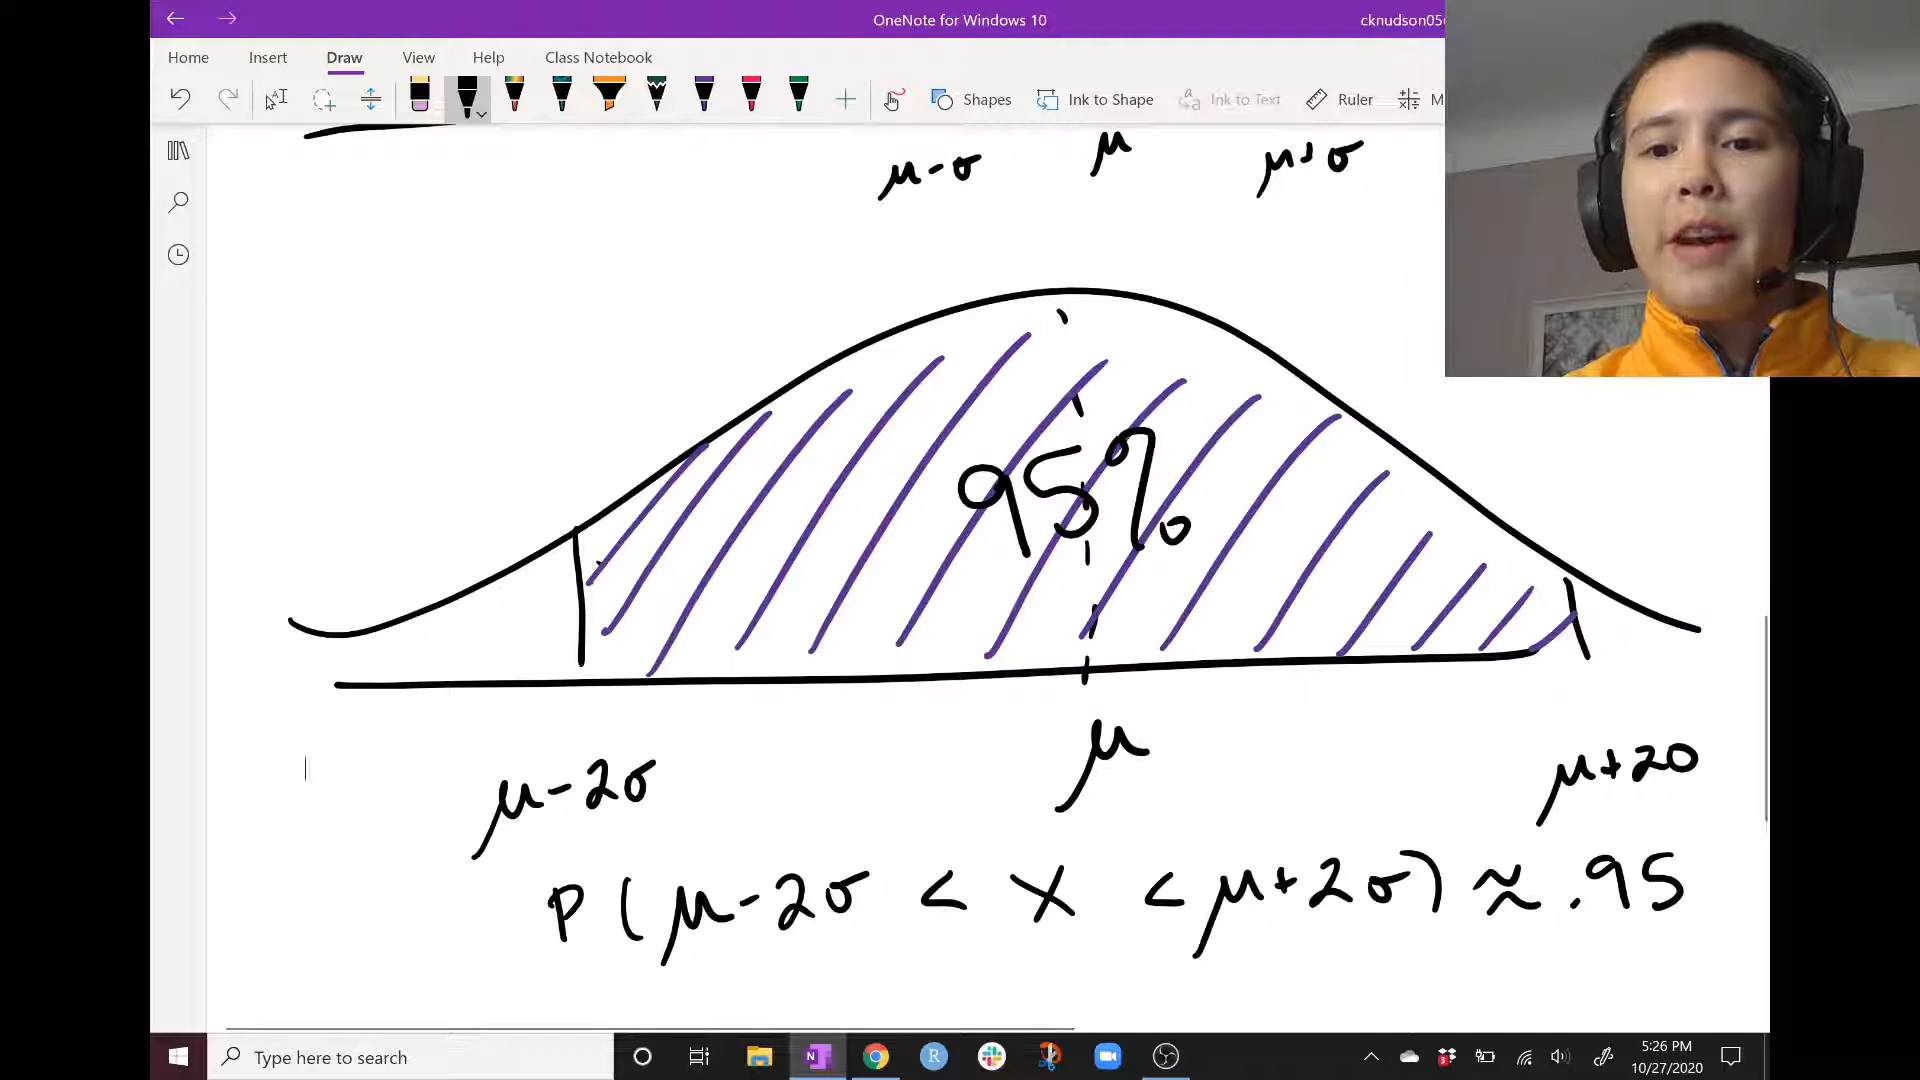 OneNote for Windows 10
cknudson05
Home Insert Draw View Help Class Notebook
Shapes Ink to Shape Ink to Text Ruler M
μ-σ μ μ+σ
95%
μ-2σ μ μ+2σ
P(μ-2σ < X < μ+2σ) ≈ .95
Type here to search
5:26 PM
10/27/2020